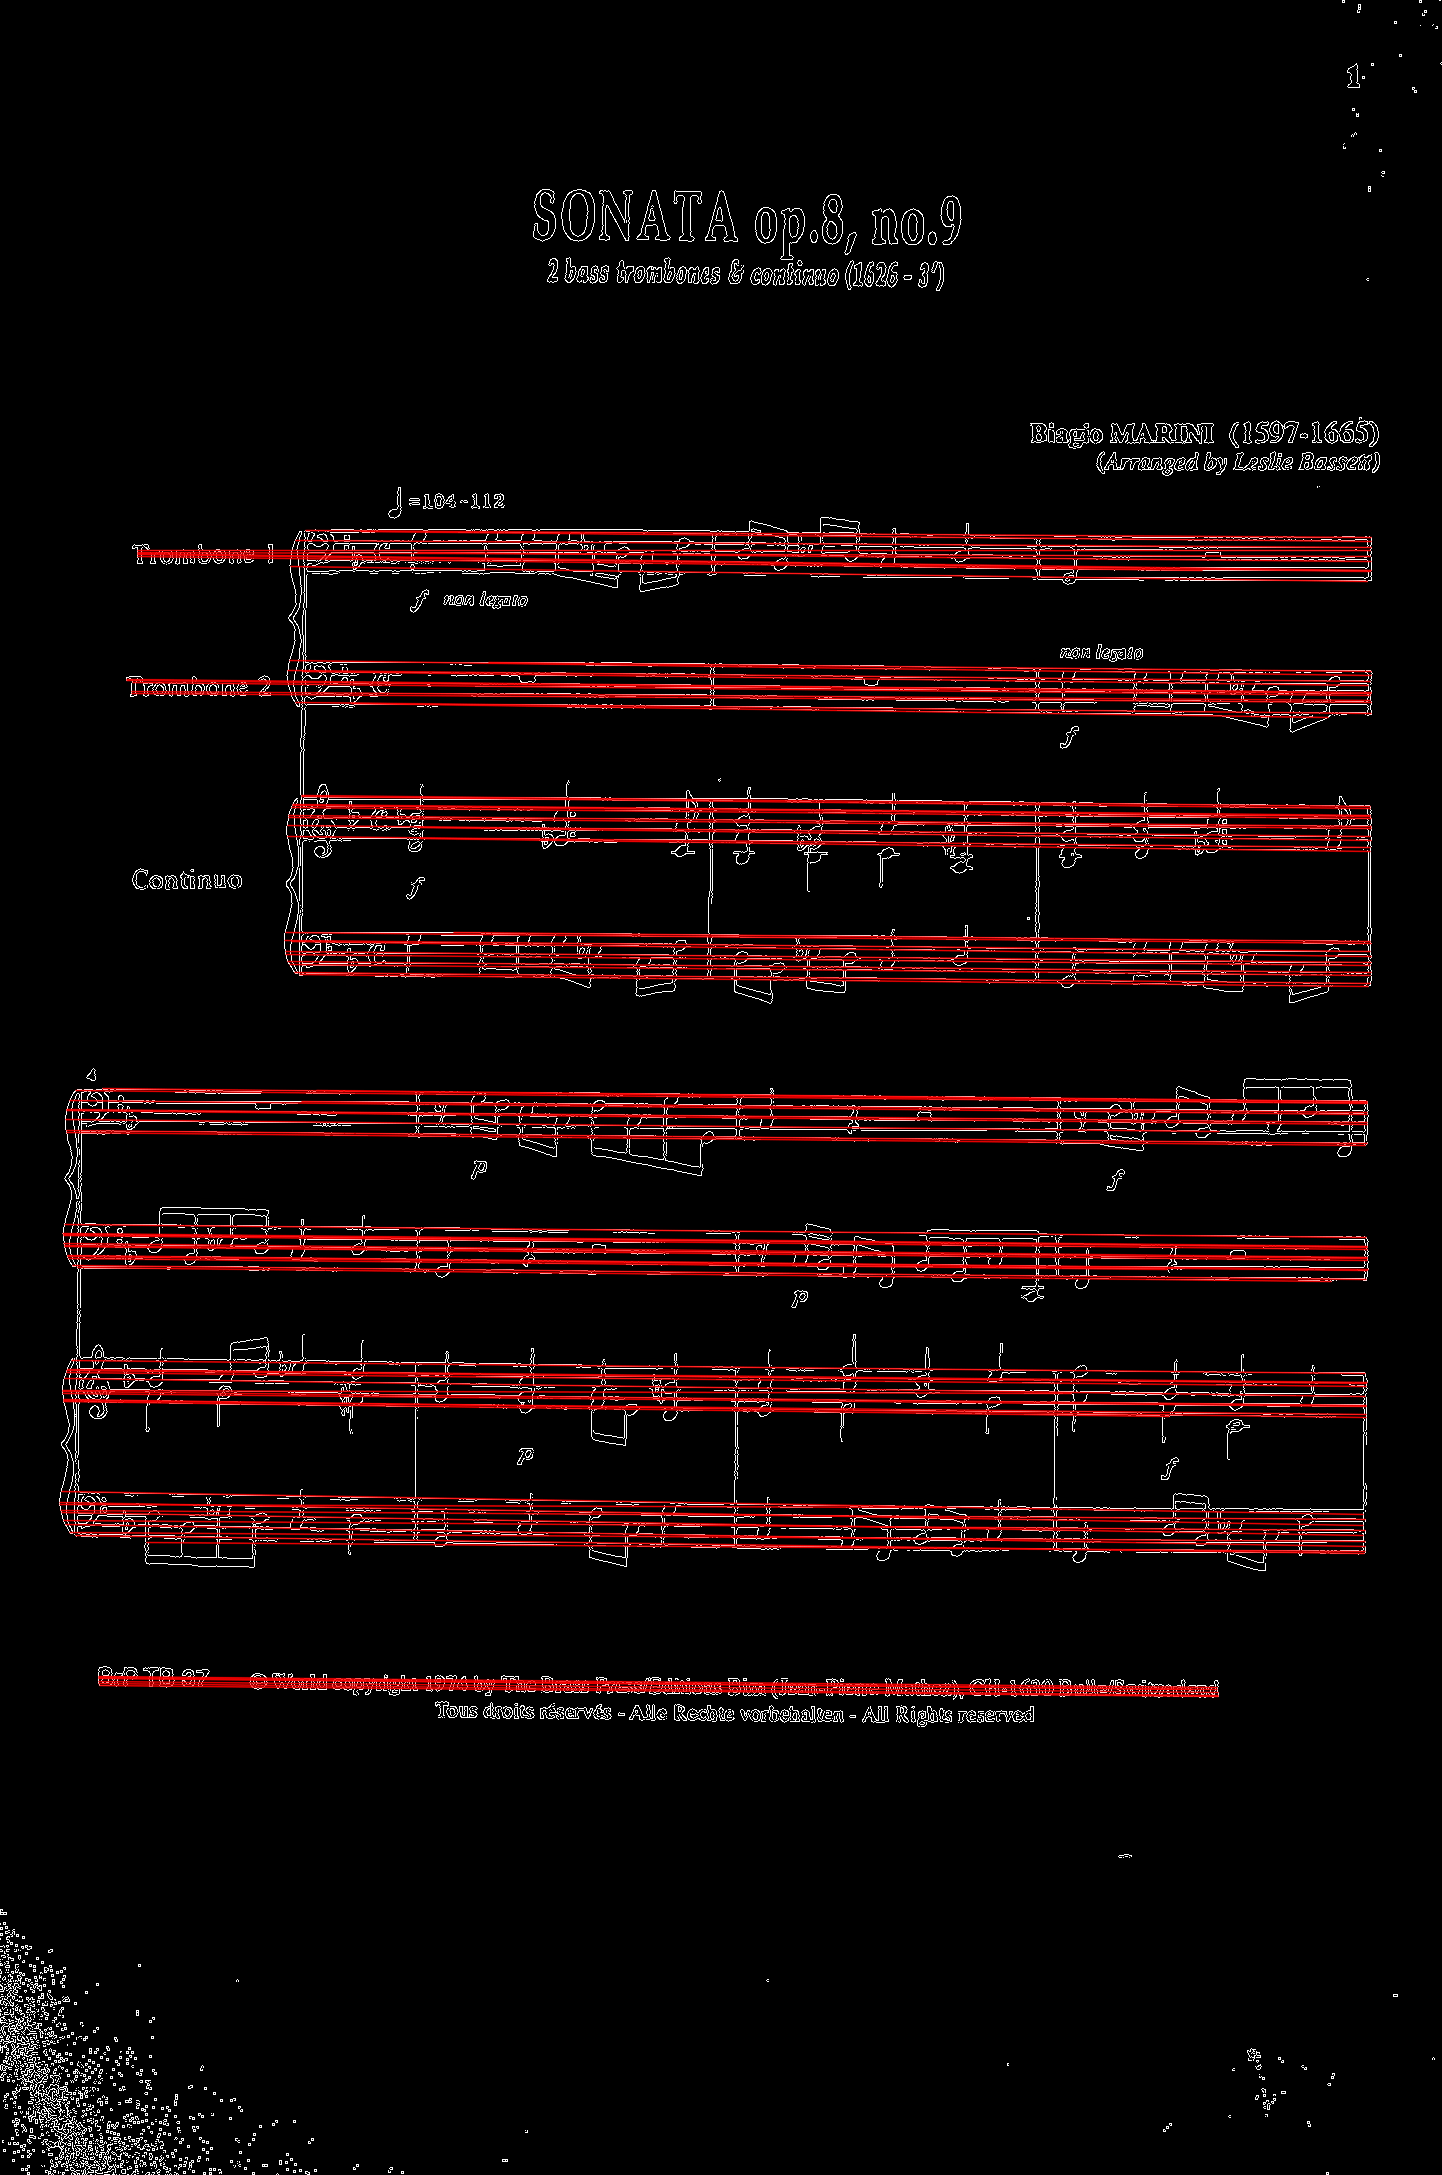 1
SONATA op.8, no.9
2 bass trombones & continuo (1626 - 3')
Biagio MARINI (1597-1665)
(Arranged by Leslie Bassett)
=104-112
Trombone 1
f non legato
non legato
Trombone 2
f
Continuo
f
4
p f
p
p f
BrP TB 37 © World copyright 1974 by The Brass Press/Editions Bim (Jean-Pierre Mathez), CH-1630 Bulle/Switzerland
Tous droits réservés - Alle Rechte vorbehalten - All Rights reserved